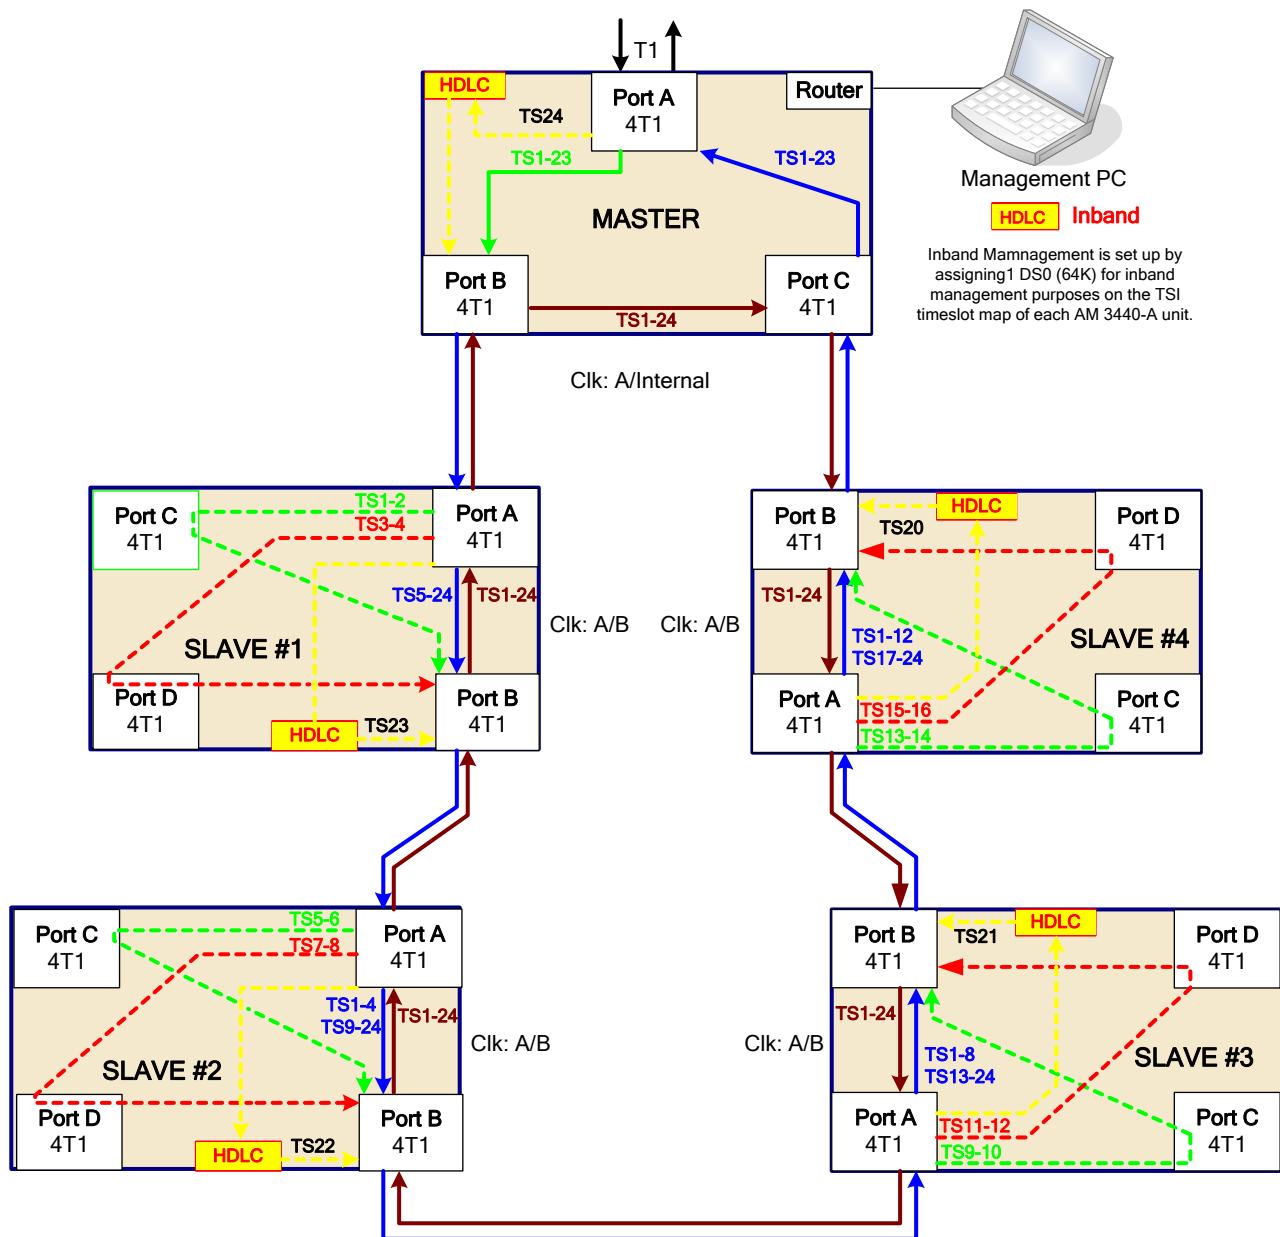 T1
HDLC
Port A
4T1
Router
TS24
TS1-23
TS1-23
MASTER
Port B
4T1
Port C
4T1
TS1-24
Management PC
HDLC Inband
Inband Mamnagement is set up by
assigning1 DS0 (64K) for inband
management purposes on the TSI
timeslot map of each AM 3440-A unit.
Clk: A/Internal
Port C
4T1
TS1-2
TS3-4
Port A
4T1
TS5-24
TS1-24
SLAVE #1
Clk: A/B
Port D
4T1
HDLC
TS23
Port B
4T1
Port B
4T1
HDLC
TS20
Port D
4T1
TS1-24
TS1-12
TS17-24
Clk: A/B
SLAVE #4
Port A
4T1
TS15-16
TS13-14
Port C
4T1
Port C
4T1
TS5-6
TS7-8
Port A
4T1
TS1-4
TS9-24
TS1-24
SLAVE #2
Clk: A/B
Port D
4T1
HDLC
TS22
Port B
4T1
Port B
4T1
HDLC
TS21
Port D
4T1
TS1-24
Clk: A/B
TS1-8
TS13-24
SLAVE #3
Port A
4T1
TS11-12
TS9-10
Port C
4T1